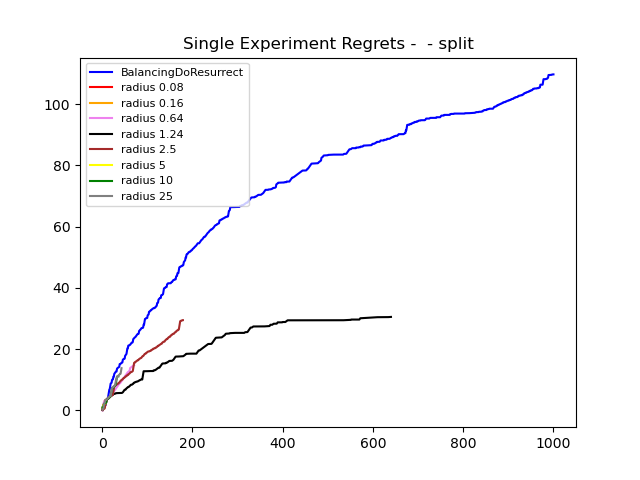 Single Experiment Regrets -  - split
BalancingDoResurrect
radius 0.08
radius 0.16
radius 0.64
radius 1.24
radius 2.5
radius 5
radius 10
radius 25
100
80
60
40
20
0
0 200 400 600 800 1000